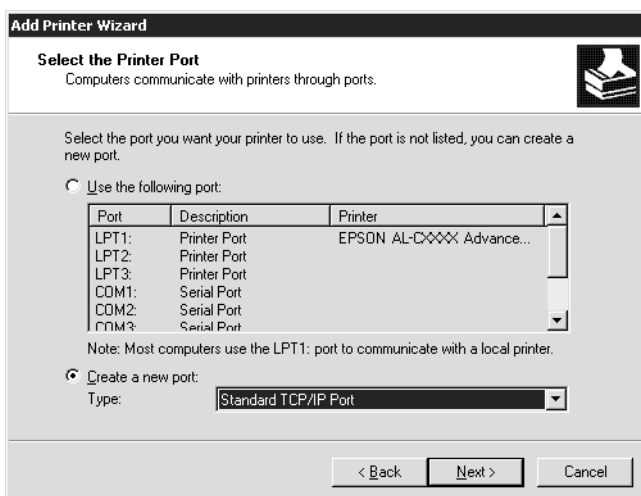 Add Printer Wizard
Select the Printer Port
Computers communicate with printers through ports.
Select the port you want your printer to use. If the port is not listed, you can create a
new port.
Use the following port:
Port Description Printer
LPT1: Printer Port EPSON AL-CXXXX Advance...
LPT2: Printer Port
LPT3: Printer Port
COM1: Serial Port
COM2: Serial Port
COM3: Serial Port
Note: Most computers use the LPT1: port to communicate with a local printer.
Create a new port:
Type: Standard TCP/IP Port
< Back Next > Cancel